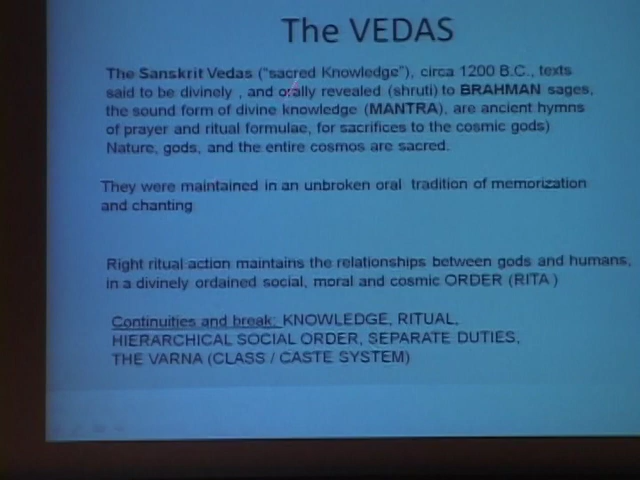 The VEDAS
The Sanskrit Vedas ("sacred Knowledge"), circa 1200 B.C., texts
said to be divinely , and orally revealed (shruti) to BRAHMAN sages,
the sound form of divine knowledge (MANTRA), are ancient hymns
of prayer and ritual formulae, for sacrifices to the cosmic gods)
Nature, gods, and the entire cosmos are sacred.
They were maintained in an unbroken oral tradition of memorization
and chanting
Right ritual action maintains the relationships between gods and humans,
in a divinely ordained social, moral and cosmic ORDER (RITA )
Continuities and break: KNOWLEDGE, RITUAL,
HIERARCHICAL SOCIAL ORDER, SEPARATE DUTIES,
THE VARNA (CLASS / CASTE SYSTEM)